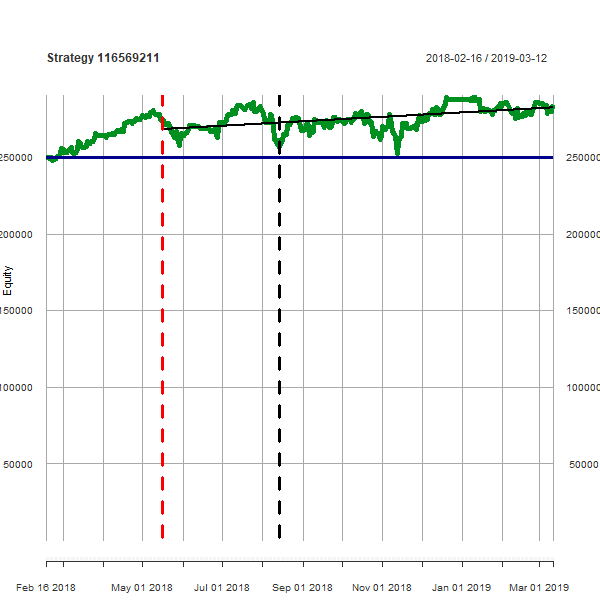 Strategy 116569211
2018-02-16 / 2019-03-12
250000 250000
200000 200000
Equity
150000 150000
100000 100000
50000 50000
Feb 16 2018 May 01 2018 Jul 01 2018 Sep 01 2018 Nov 01 2018 Jan 01 2019 Mar 01 2019